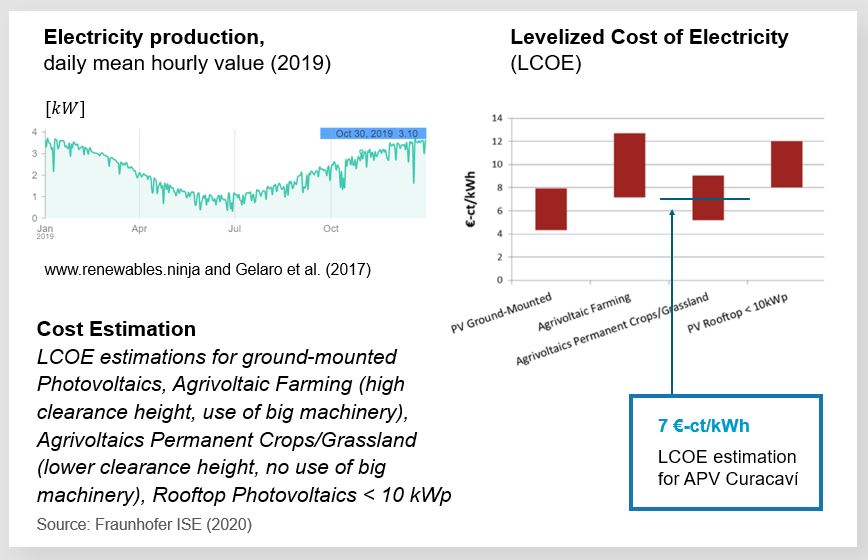 Electricity production,
daily mean hourly value (2019)
[kW]
4
3
2
1
0
Oct 30, 2019 3.10
Jan
2019
Apr
Jul
Oct
www.renewables.ninja and Gelaro et al. (2017)
Cost Estimation
LCOE estimations for ground-mounted
Photovoltaics, Agrivoltaic Farming (high
clearance height, use of big machinery),
Agrivoltaics Permanent Crops/Grassland
(lower clearance height, no use of big
machinery), Rooftop Photovoltaics < 10 kWp
Source: Fraunhofer ISE (2020)
Levelized Cost of Electricity
(LCOE)
€-ct/kWh
14
12
10
8
6
4
2
0
PV Ground-Mounted
Agrivoltaic Farming
Agrivoltaics Permanent Crops/Grassland
PV Rooftop < 10kWp
7 €-ct/kWh
LCOE estimation
for APV Curacaví